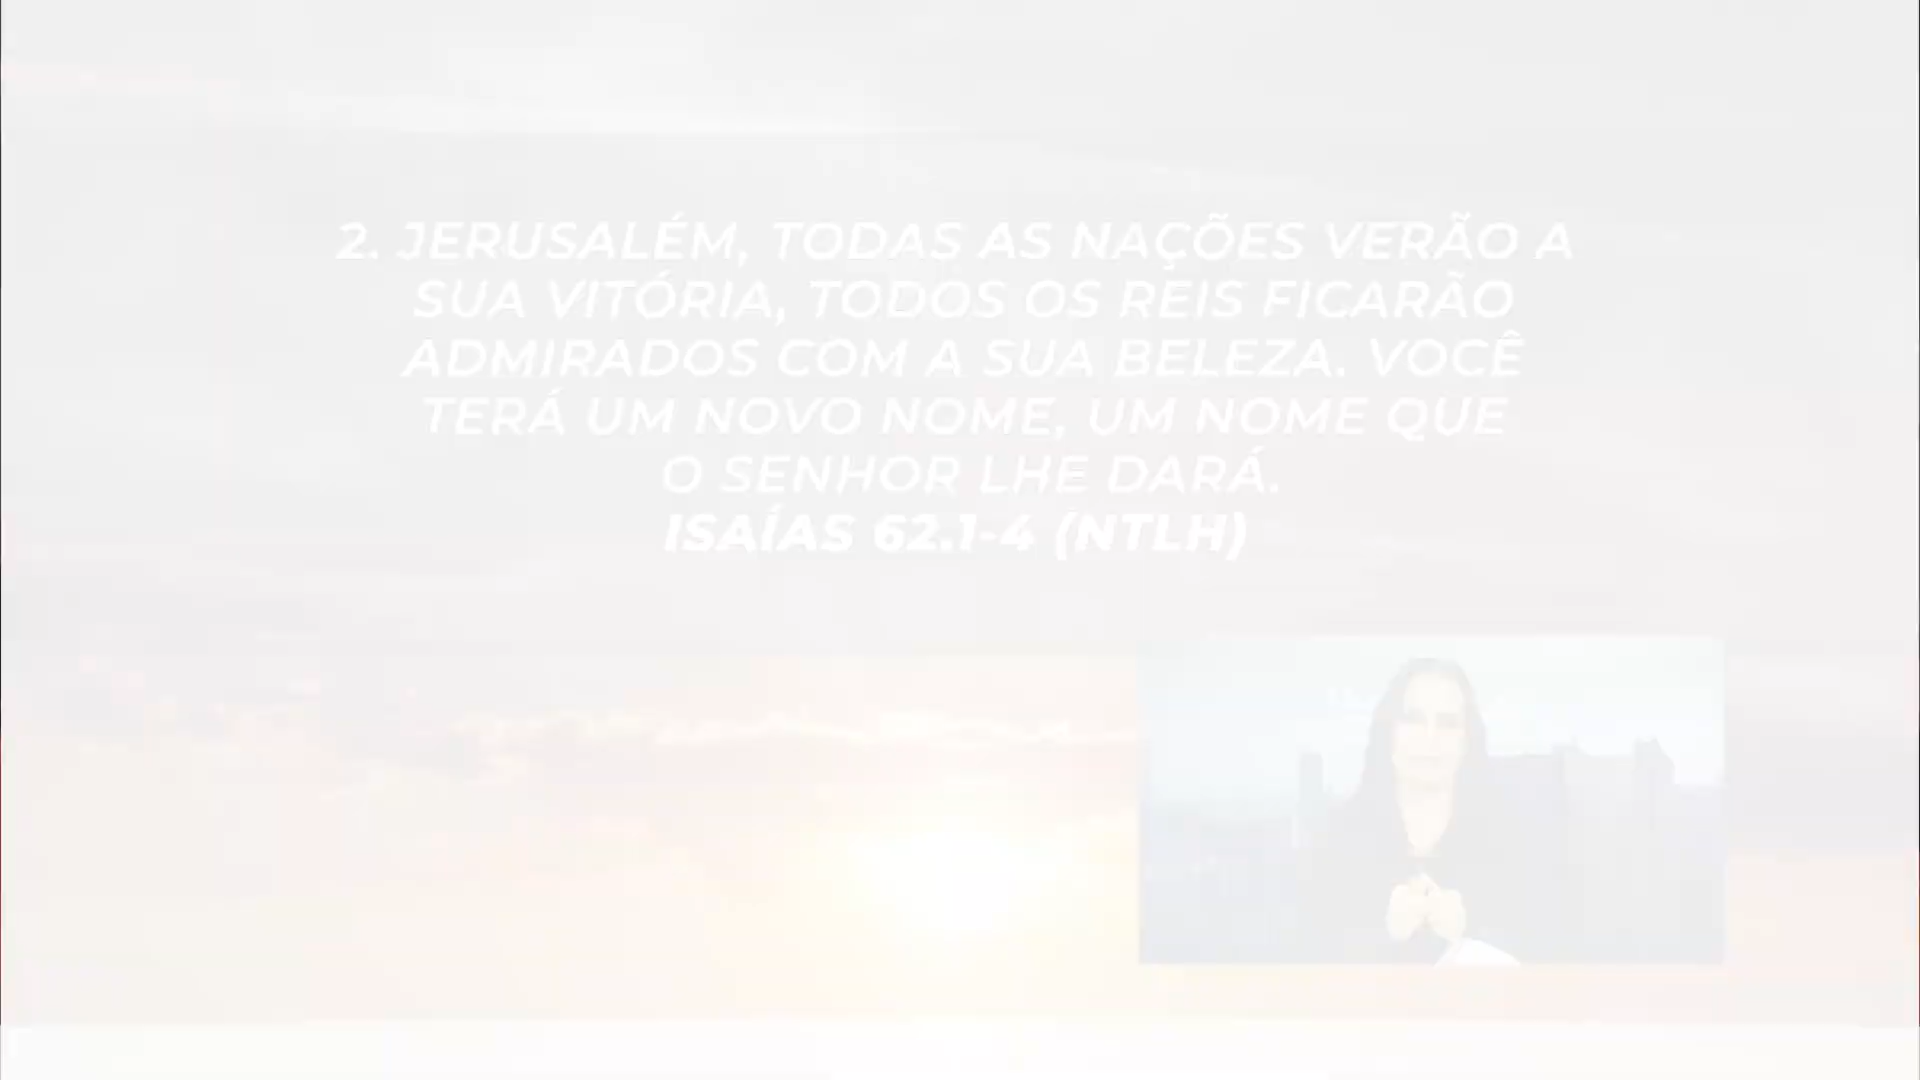 2. JERUSALÉM, TODAS AS NAÇÕES VERÃO A
SUA VITÓRIA, TODOS OS REIS FICARÃO
ADMIRADOS COM A SUA BELEZA. VOCÊ
TERÁ UM NOVO NOME, UM NOME QUE
O SENHOR LHE DARÁ.
ISAÍAS 62.1-4 (NTLH)